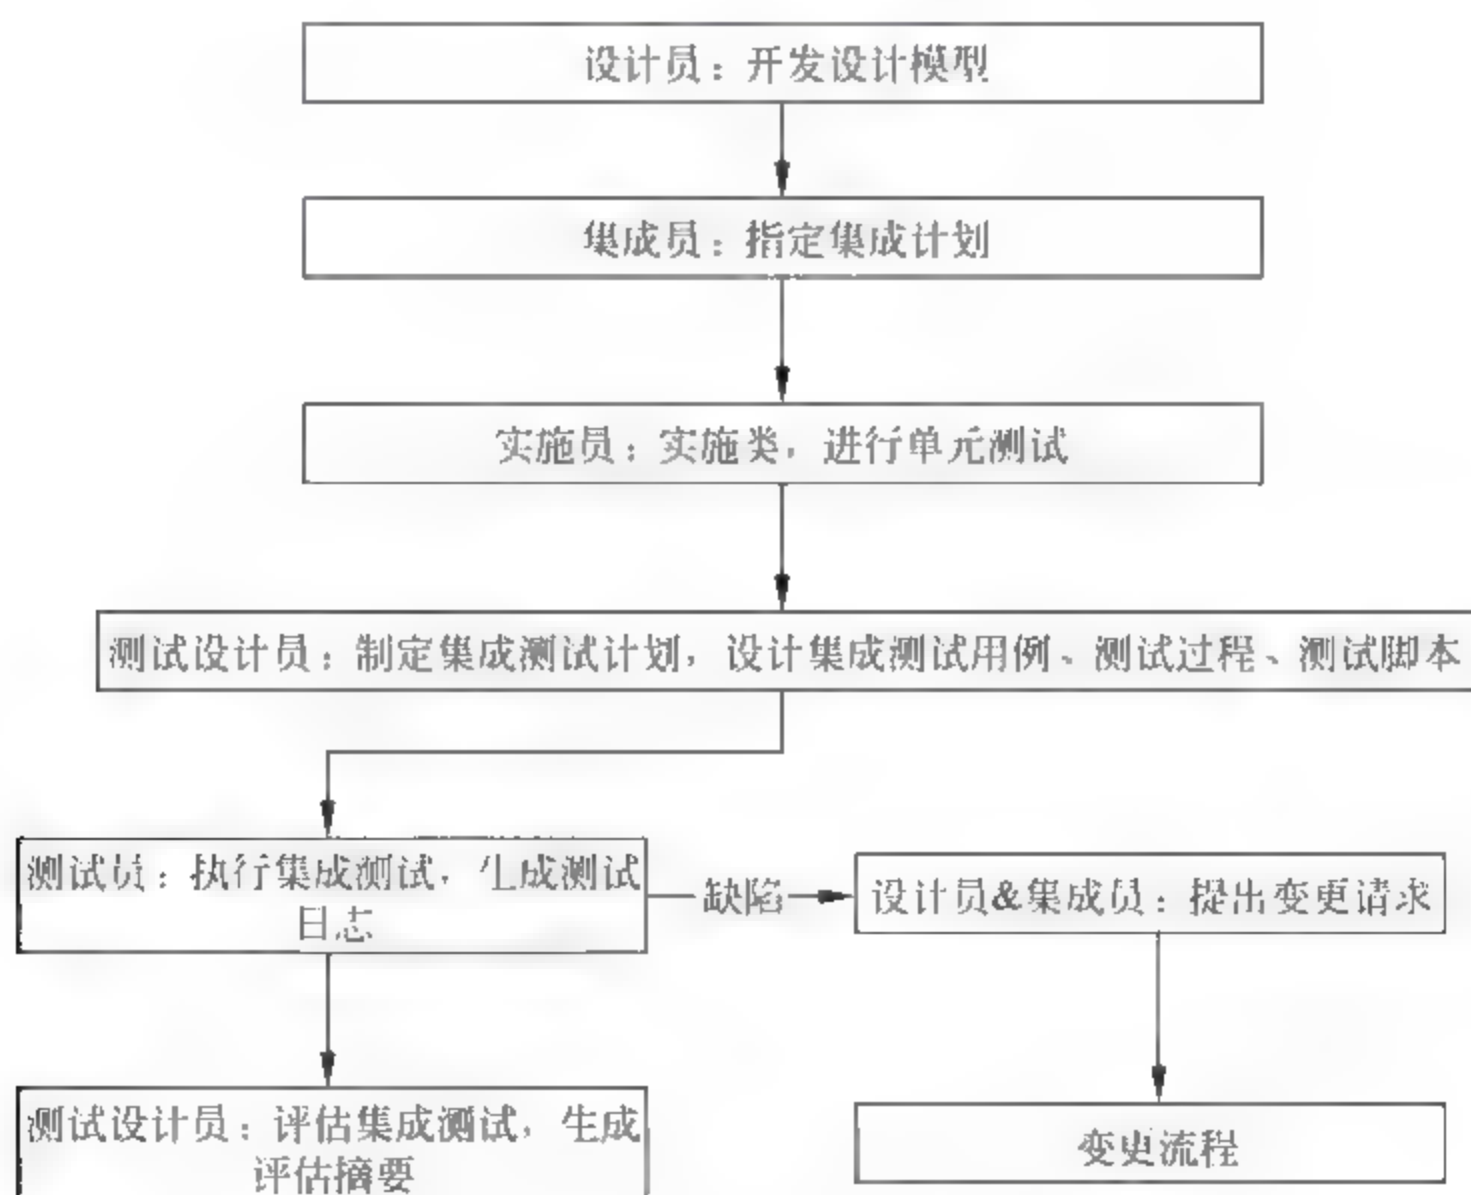 设计员：开发设计模型
集成员：指定集成计划
实施员：实施类，进行单元测试
测试设计员：制定集成测试计划，设计集成测试用例、测试过程、测试脚本
测试员：执行集成测试，生成测试
日志
缺陷
设计员&集成员：提出变更请求
测试设计员：评估集成测试，生成
评估摘要
变更流程